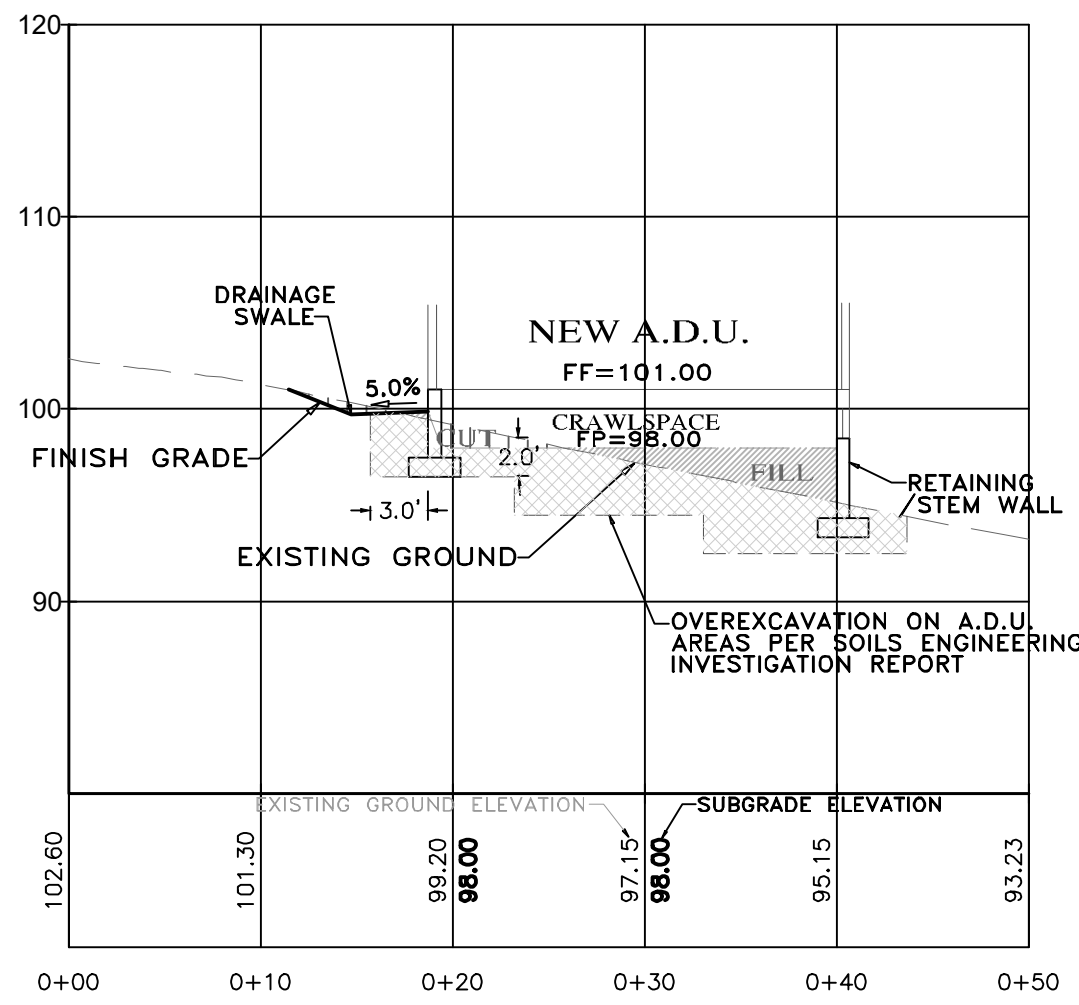 120
110
100
90
DRAINAGE
SWALE
5.0%
NEW A.D.U.
FF=101.00
CRAWLSPACE
FP=98.00
CUT
2.0'
FILL
FINISH GRADE
3.0'
RETAINING
STEM WALL
EXISTING GROUND
OVEREXCAVATION ON A.D.U.
AREAS PER SOILS ENGINEERING
INVESTIGATION REPORT
EXISTING GROUND ELEVATION
SUBGRADE ELEVATION
102.60
101.30
99.20
98.00
97.15
98.00
95.15
93.23
0+00
0+10
0+20
0+30
0+40
0+50